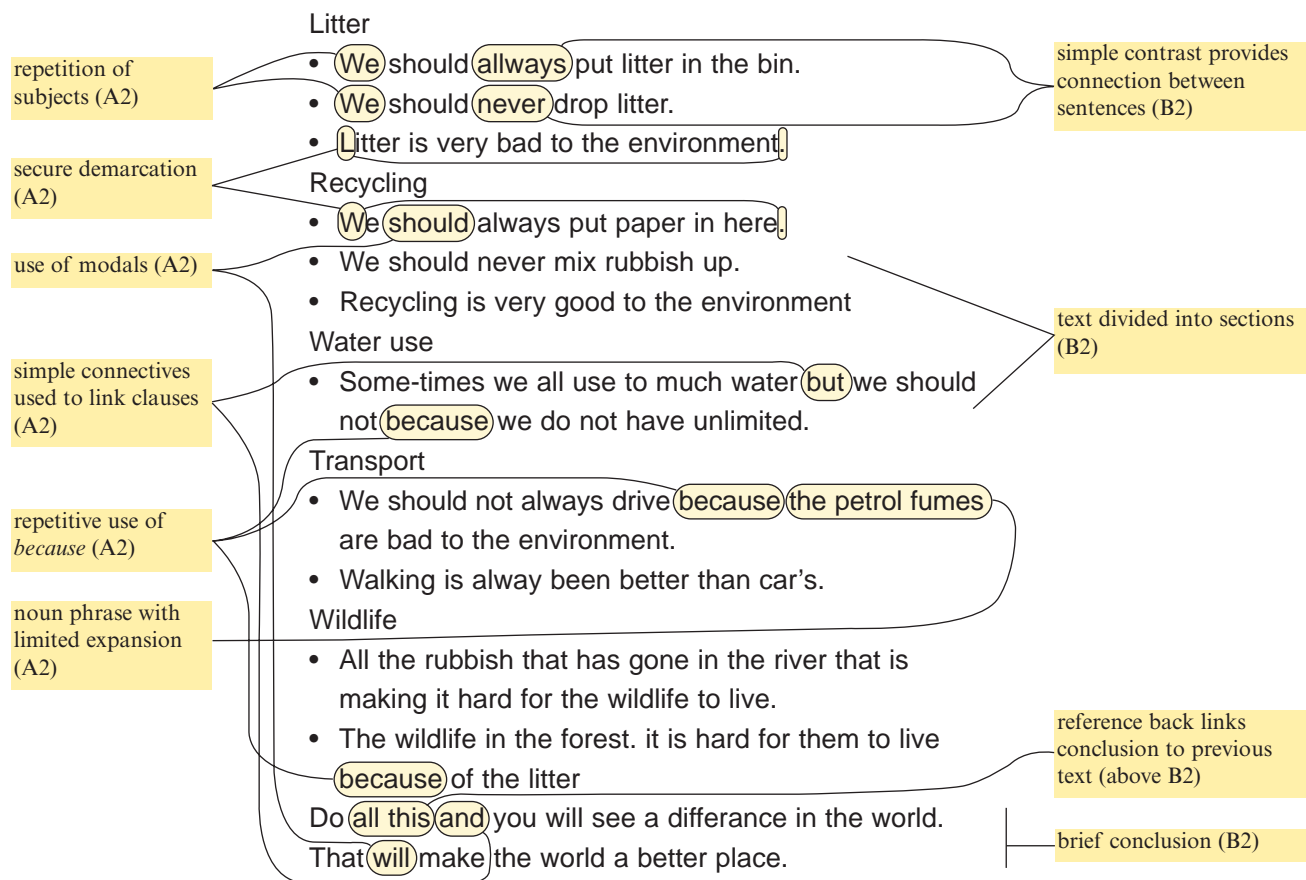 Litter
• We should allways put litter in the bin.
• We should never drop litter.
• Litter is very bad to the environment.
Recycling
• We should always put paper in here.
• We should never mix rubbish up.
• Recycling is very good to the environment
Water use
• Some-times we all use to much water but we should
not because we do not have unlimited.
Transport
• We should not always drive because the petrol fumes
are bad to the environment.
• Walking is alway been better than car's.
Wildlife
• All the rubbish that has gone in the river that is
making it hard for the wildlife to live.
• The wildlife in the forest. it is hard for them to live
because of the litter
Do all this and you will see a differance in the world.
That will make the world a better place.
repetition of
subjects (A2)
secure demarcation
(A2)
use of modals (A2)
simple connectives
used to link clauses
(A2)
repetitive use of
because (A2)
noun phrase with
limited expansion
(A2)
simple contrast provides
connection between
sentences (B2)
text divided into sections
(B2)
reference back links
conclusion to previous
text (above B2)
brief conclusion (B2)